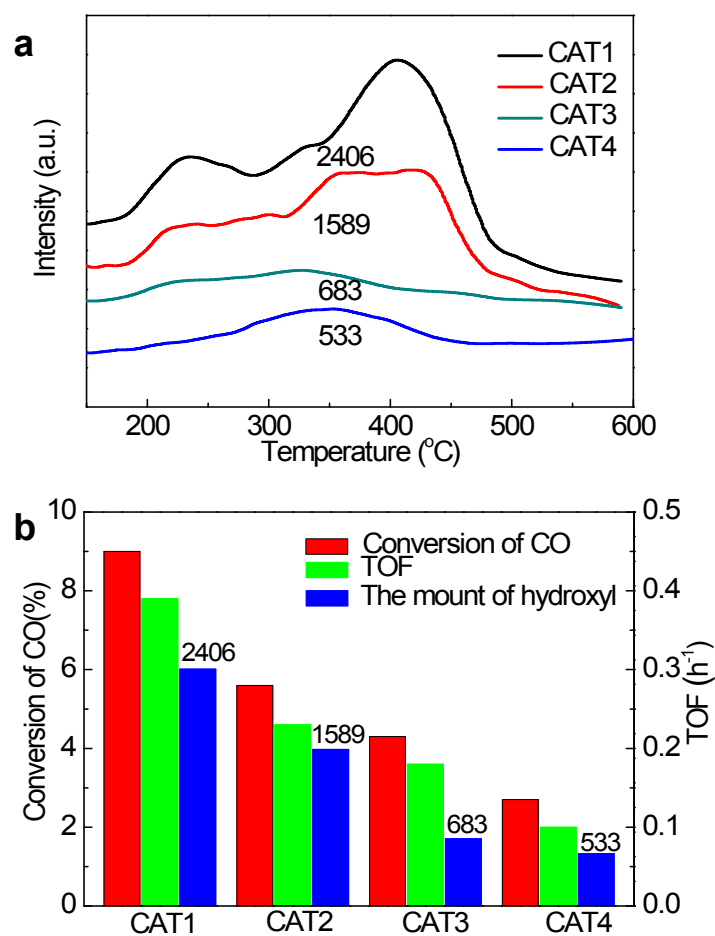 a
CAT1
CAT2
CAT3
CAT4
Intensity (a.u.)
2406
1589
683
533
200 300 400 500 600
Temperature (°C)
b
Conversion of CO
TOF
The mount of hydroxyl
Conversion of CO(%)
10
8
6
4
2
0
2406
1589
683
533
0.5
0.4
0.3
0.2
0.1
0.0
TOF (h⁻¹)
CAT1 CAT2 CAT3 CAT4